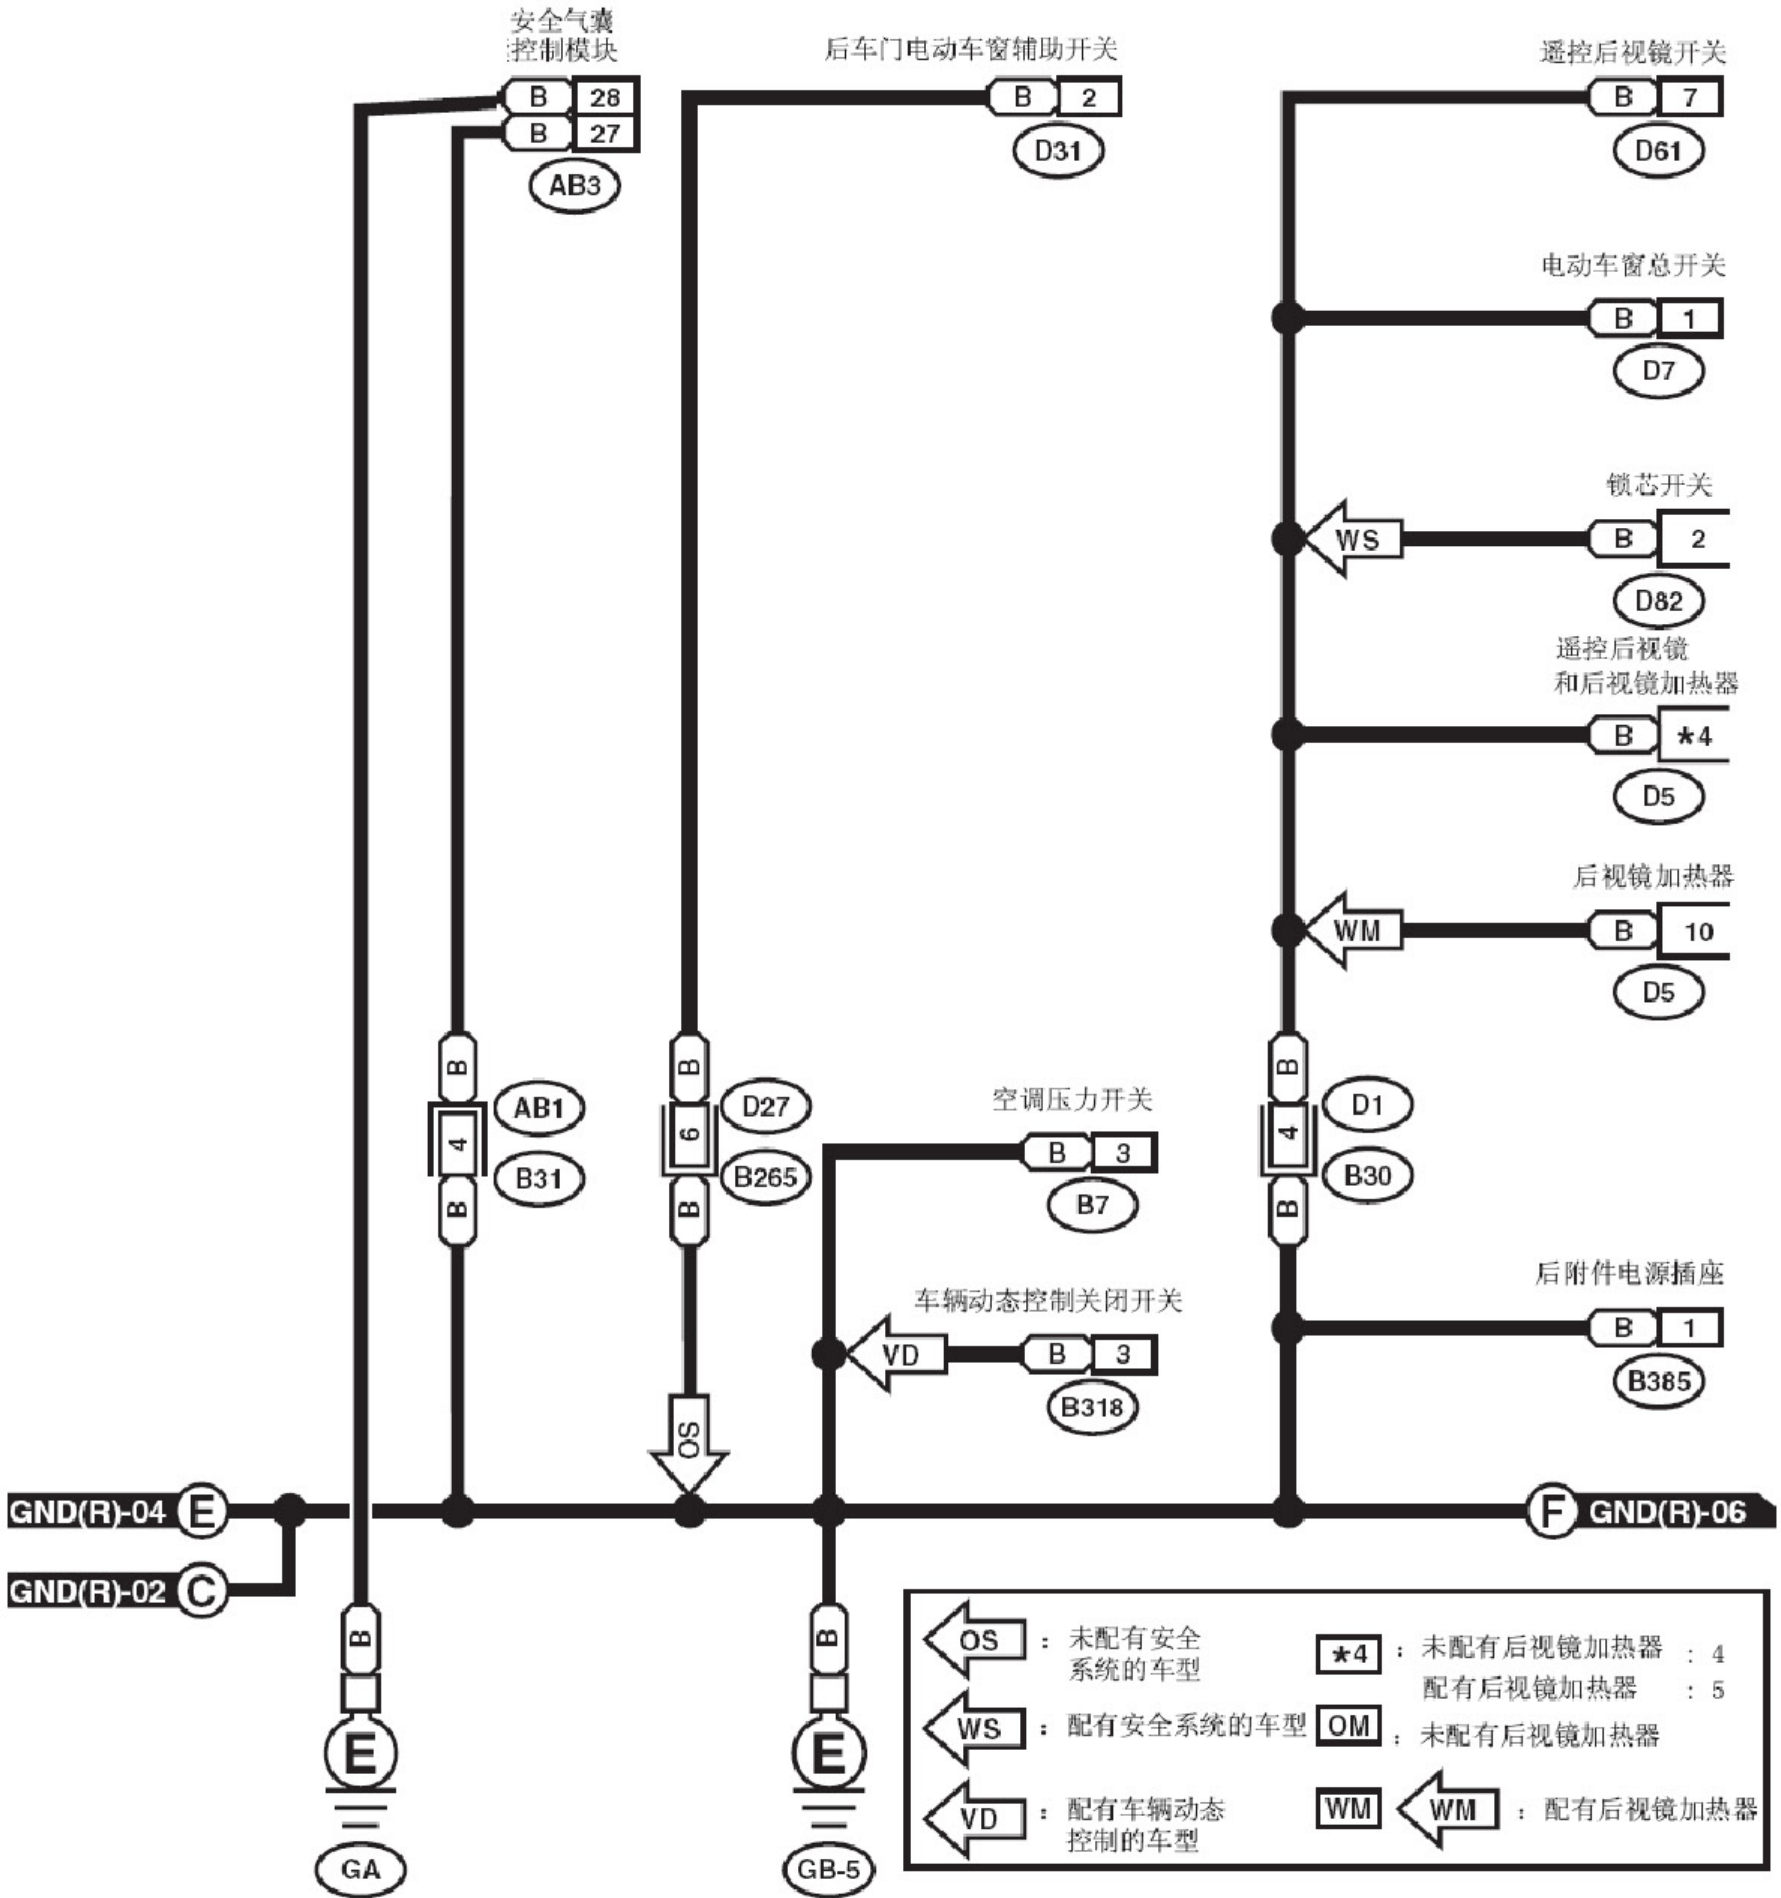 安全气囊
控制模块
B 28
B 27
AB3
后车门电动车窗辅助开关
B 2
D31
遥控后视镜开关
B 7
D61
电动车窗总开关
B 1
D7
锁芯开关
WS B 2
D82
遥控后视镜
和后视镜加热器
B *4
D5
后视镜加热器
WM B 10
D5
B
4
B
AB1
B31
B
6
B
D27
B265
OS
空调压力开关
B 3
B7
车辆动态控制关闭开关
VD B 3
B318
B
4
B
D1
B30
后附件电源插座
B 1
B385
GND(R)-04 E
GND(R)-02 C
F GND(R)-06
B
E
GA
B
E
GB-5
OS : 未配有安全
系统的车型
WS : 配有安全系统的车型
VD : 配有车辆动态
控制的车型
*4 : 未配有后视镜加热器 : 4
配有后视镜加热器 : 5
OM : 未配有后视镜加热器
WM WM : 配有后视镜加热器